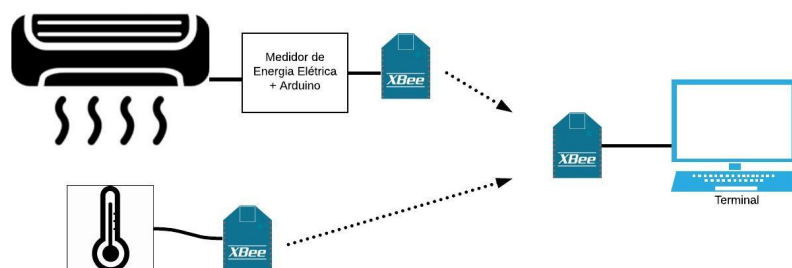 Medidor de
Energia Elétrica
+ Arduino
XBee
XBee
Terminal
XBee